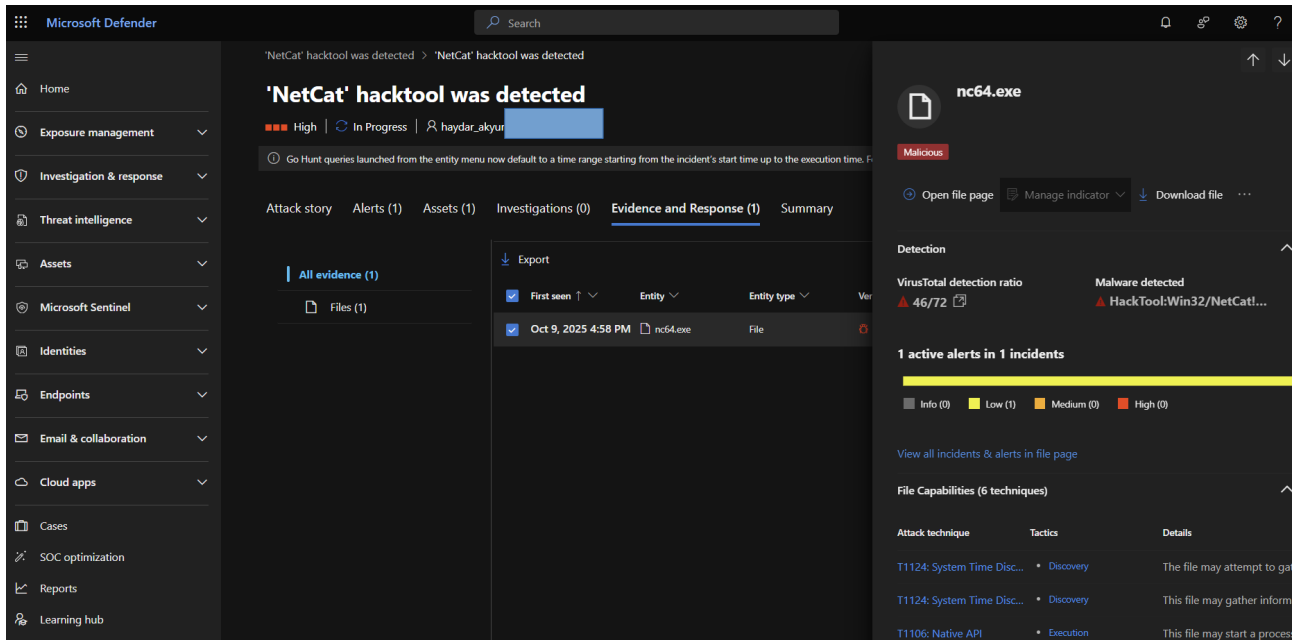 Microsoft Defender
Search
Home
Exposure management
Investigation & response
Threat intelligence
Assets
Microsoft Sentinel
Identities
Endpoints
Email & collaboration
Cloud apps
Cases
SOC optimization
Reports
Learning hub
'NetCat' hacktool was detected > 'NetCat' hacktool was detected
'NetCat' hacktool was detected
High | In Progress | haydar_akyur
Go Hunt queries launched from the entity menu now default to a time range starting from the incident's start time up to the execution time. F
Attack story Alerts (1) Assets (1) Investigations (0) Evidence and Response (1) Summary
All evidence (1)
Files (1)
Export
First seen ↑ Entity Entity type Ver
Oct 9, 2025 4:58 PM nc64.exe File
nc64.exe
Malicious
Open file page Manage indicator Download file ...
Detection
VirusTotal detection ratio Malware detected
46/72 HackTool:Win32/NetCat!...
1 active alerts in 1 incidents
Info (0) Low (1) Medium (0) High (0)
View all incidents & alerts in file page
File Capabilities (6 techniques)
Attack technique Tactics Details
T1124: System Time Disc... • Discovery The file may attempt to gat
T1124: System Time Disc... • Discovery This file may gather inform
T1106: Native API • Execution This file may start a proces